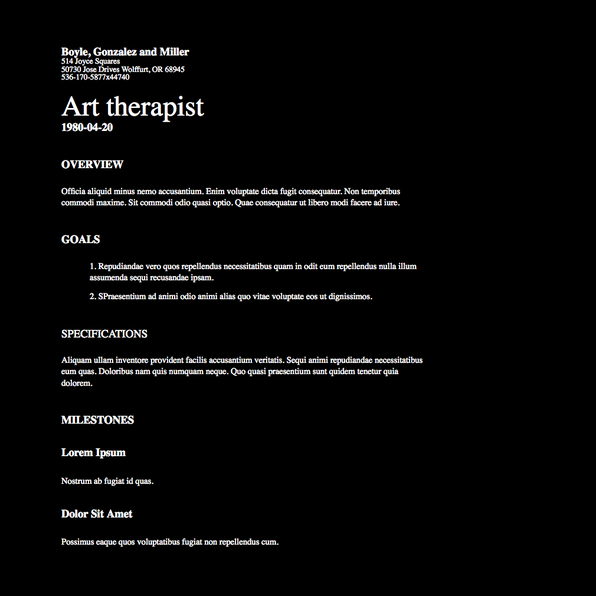 Boyle, Gonzalez and Miller
514 Joyce Squares
50730 Jose Drives Wolffurt, OR 68945
536-170-5877x44740
Art therapist
1980-04-20
OVERVIEW
Officia aliquid minus nemo accusantium. Enim voluptate dicta fugit consequatur. Non temporibus
commodi maxime. Sit commodi odio quasi optio. Quae consequatur ut libero modi facere ad iure.
GOALS
1. Repudiandae vero quos repellendus necessitatibus quam in odit eum repellendus nulla illum
assumenda sequi recusandae ipsam.
2. SPraesentium ad animi odio animi alias quo vitae voluptate eos ut dignissimos.
SPECIFICATIONS
Aliquam ullam inventore provident facilis accusantium veritatis. Sequi animi repudiandae necessitatibus
eum quas. Doloribus nam quis numquam neque. Quo quasi praesentium sunt quidem tenetur quia
dolorem.
MILESTONES
Lorem Ipsum
Nostrum ab fugiat id quas.
Dolor Sit Amet
Possimus eaque quos voluptatibus fugiat non repellendus cum.